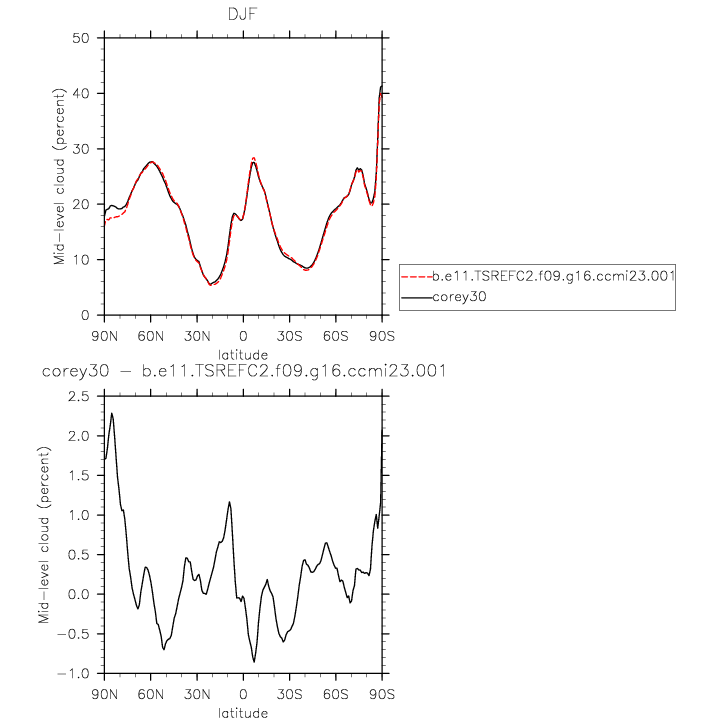 DJF
Mid-level cloud (percent)
50
40
30
20
10
0
90N 60N 30N 0 30S 60S 90S
latitude
b.e11.TSREFC2.f09.g16.ccmi23.001
corey30
corey30 - b.e11.TSREFC2.f09.g16.ccmi23.001
Mid-level cloud (percent)
2.5
2.0
1.5
1.0
0.5
0.0
-0.5
-1.0
90N 60N 30N 0 30S 60S 90S
latitude